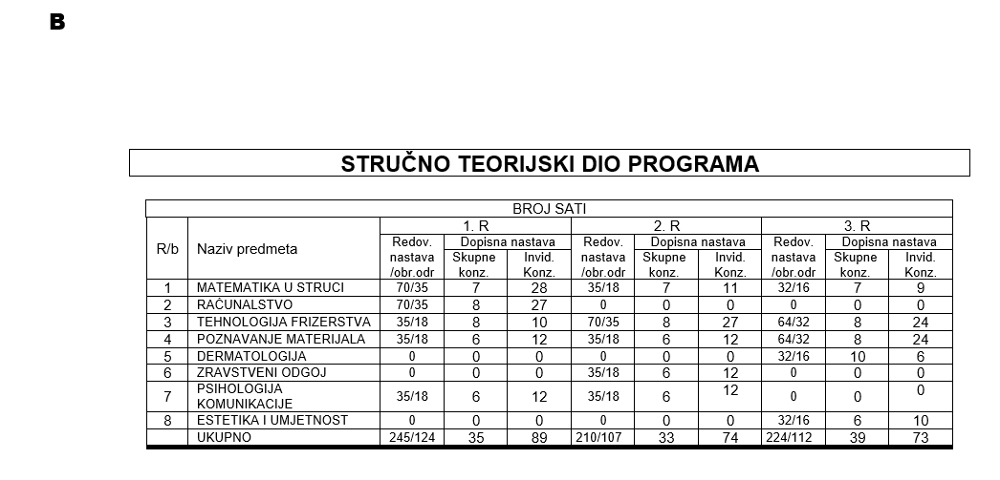 B
STRUČNO TEORIJSKI DIO PROGRAMA
BROJ SATI
R/b Naziv predmeta 1. R 2. R 3. R
Redov. nastava /obr.odr Dopisna nastava Redov. nastava /obr.odr Dopisna nastava Redov. nastava /obr.odr Dopisna nastava
Skupne konz. Invid. Konz. Skupne konz. Invid. Konz. Skupne konz. Invid. Konz.
1 MATEMATIKA U STRUCI 70/35 7 28 35/18 7 11 32/16 7 9
2 RAČUNALSTVO 70/35 8 27 0 0 0 0 0 0
3 TEHNOLOGIJA FRIZERSTVA 35/18 8 10 70/35 8 27 64/32 8 24
4 POZNAVANJE MATERIJALA 35/18 6 12 35/18 6 12 64/32 8 24
5 DERMATOLOGIJA 0 0 0 0 0 0 32/16 10 6
6 ZRAVSTVENI ODGOJ 0 0 0 35/18 6 12 0 0 0
7 PSIHOLOGIJA KOMUNIKACIJE 35/18 6 12 35/18 6 12 0 0 0
8 ESTETIKA I UMJETNOST 0 0 0 0 0 0 32/16 6 10
UKUPNO 245/124 35 89 210/107 33 74 224/112 39 73